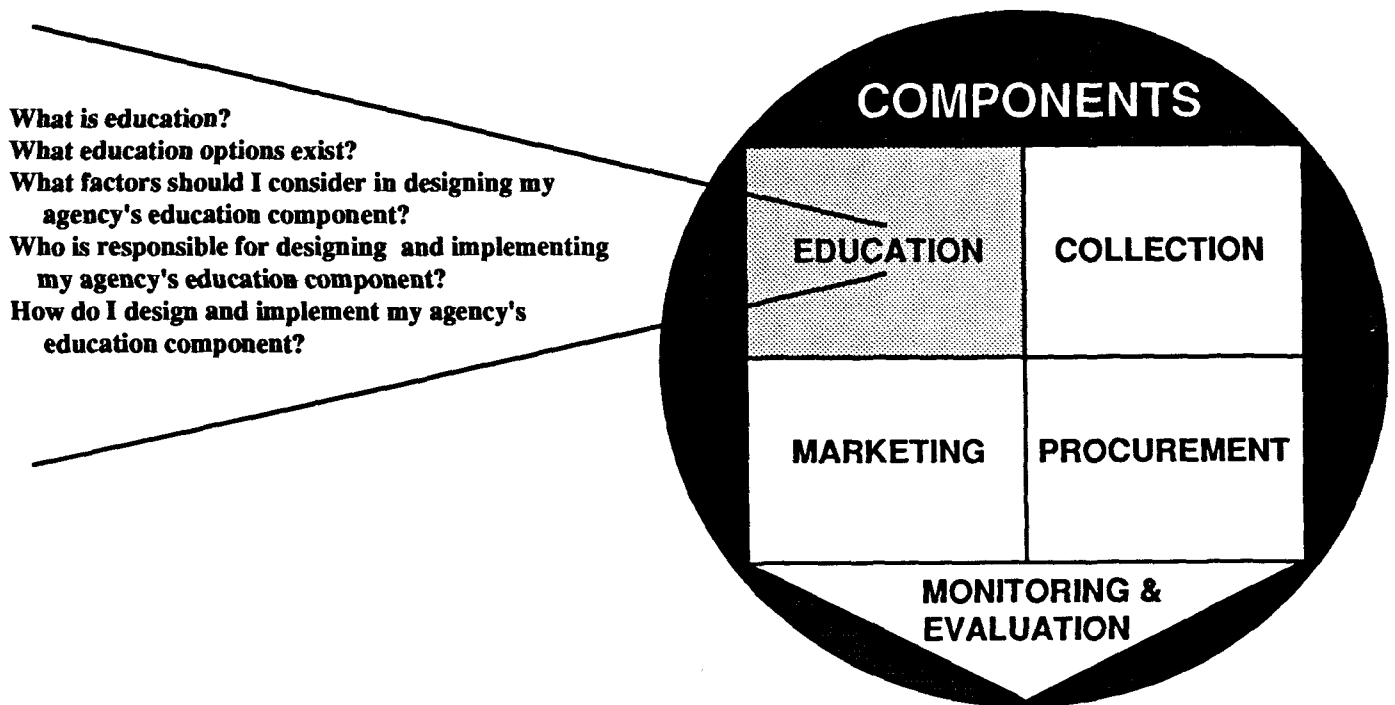 What is education?
What education options exist?
What factors should I consider in designing my
agency's education component?
Who is responsible for designing and implementing
my agency's education component?
How do I design and implement my agency's
education component?
COMPONENTS
EDUCATION
COLLECTION
MARKETING
PROCUREMENT
MONITORING &
EVALUATION